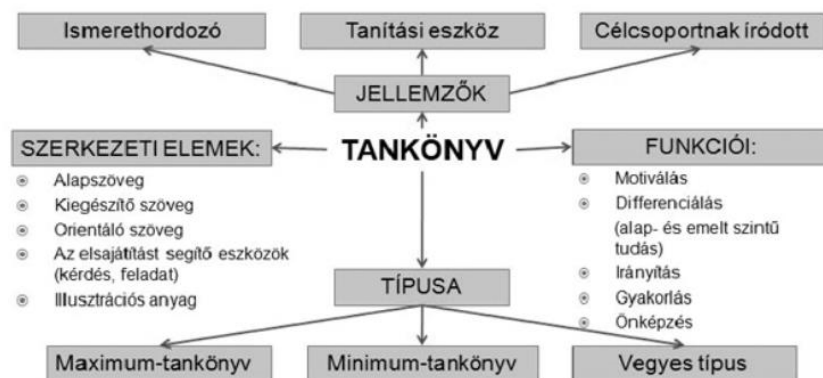 Ismerethordozó
Tanítási eszköz
Célcsoportnak íródott
JELLEMZŐK
SZERKEZETI ELEMEK:
TANKÖNYV
FUNKCIÓI:
Alapszöveg
Kiegészítő szöveg
Orientáló szöveg
Az elsajátítást segítő eszközök
(kérdés, feladat)
Illusztrációs anyag
Motiválás
Differenciálás
(alap- és emelt szintű
tudás)
Irányítás
Gyakorlás
Önképzés
TÍPUSA
Maximum-tankönyv
Minimum-tankönyv
Vegyes típus